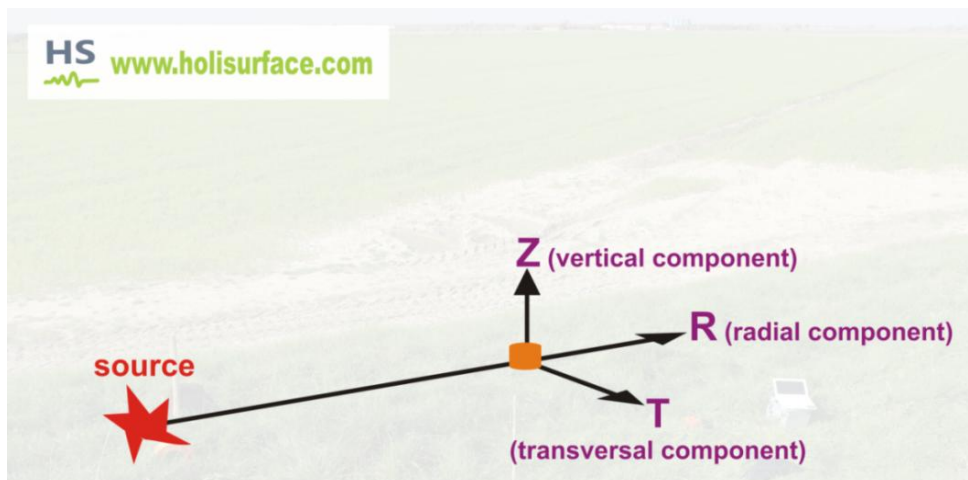 HS www.holisurface.com
Z (vertical component)
R (radial component)
source
T
(transversal component)